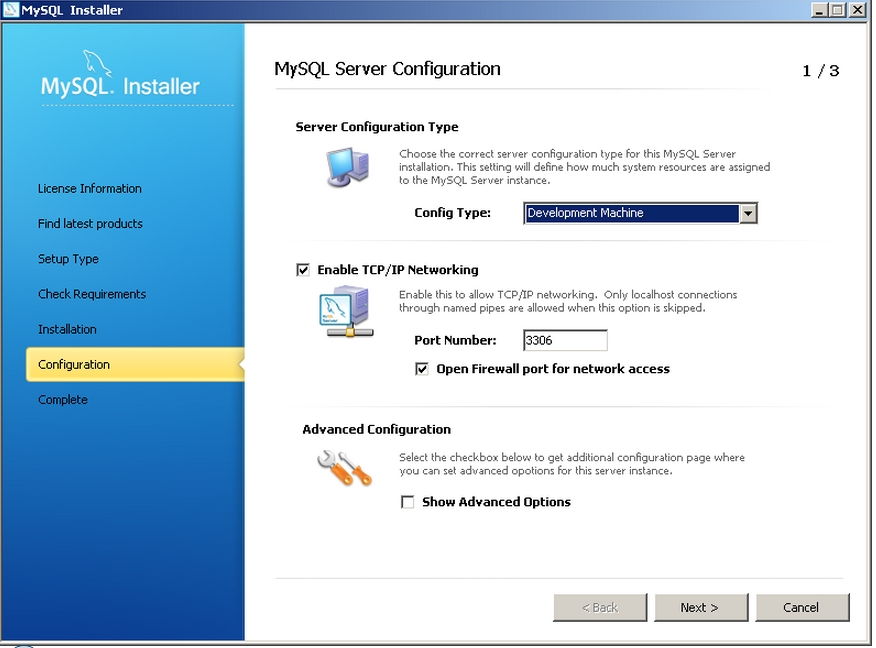 MySQL Installer
MySQL. Installer
License Information
Find latest products
Setup Type
Check Requirements
Installation
Configuration
Complete
MySQL Server Configuration
1 / 3
Server Configuration Type
Choose the correct server configuration type for this MySQL Server
installation. This setting will define how much system resources are assigned
to the MySQL Server instance.
Config Type:
Development Machine
Enable TCP/IP Networking
Enable this to allow TCP/IP networking. Only localhost connections
through named pipes are allowed when this option is skipped.
Port Number:
3306
Open Firewall port for network access
Advanced Configuration
Select the checkbox below to get additional configuration page where
you can set advanced opotions for this server instance.
Show Advanced Options
< Back
Next >
Cancel